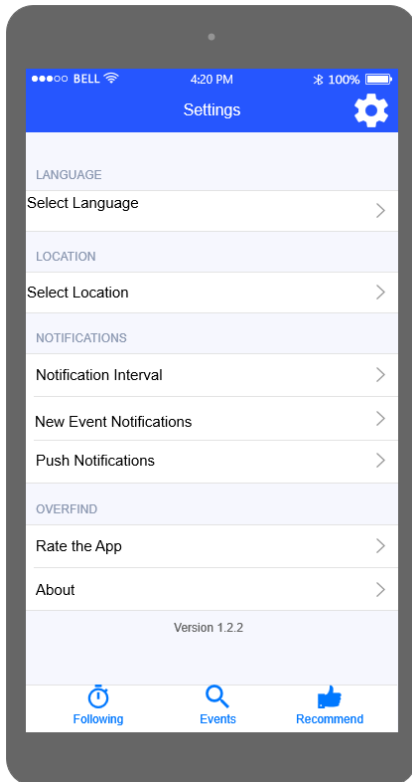 BELL 4:20 PM 100%
Settings
LANGUAGE
Select Language
LOCATION
Select Location
NOTIFICATIONS
Notification Interval
New Event Notifications
Push Notifications
OVERFIND
Rate the App
About
Version 1.2.2
Following Events Recommend